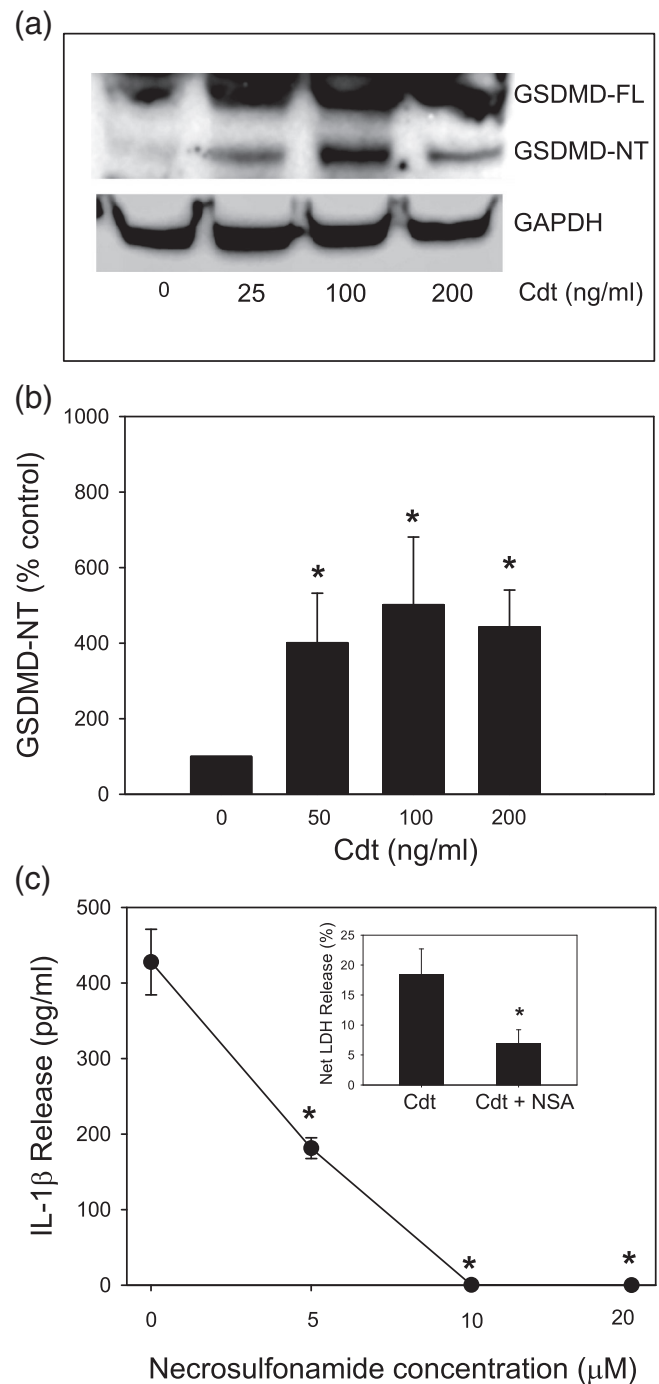 (a)
GSDMD-FL
GSDMD-NT
GAPDH
0 25 100 200 Cdt (ng/ml)
(b)
GSDMD-NT (% control)
1000
800
600
400
200
0
* * *
0 50 100 200
Cdt (ng/ml)
(c)
IL-1β Release (pg/ml)
500
400
300
200
100
0
Net LDH Release (%)
25
20
15
10
5
0
*
Cdt Cdt + NSA
* * *
0 5 10 20
Necrosulfonamide concentration (μM)